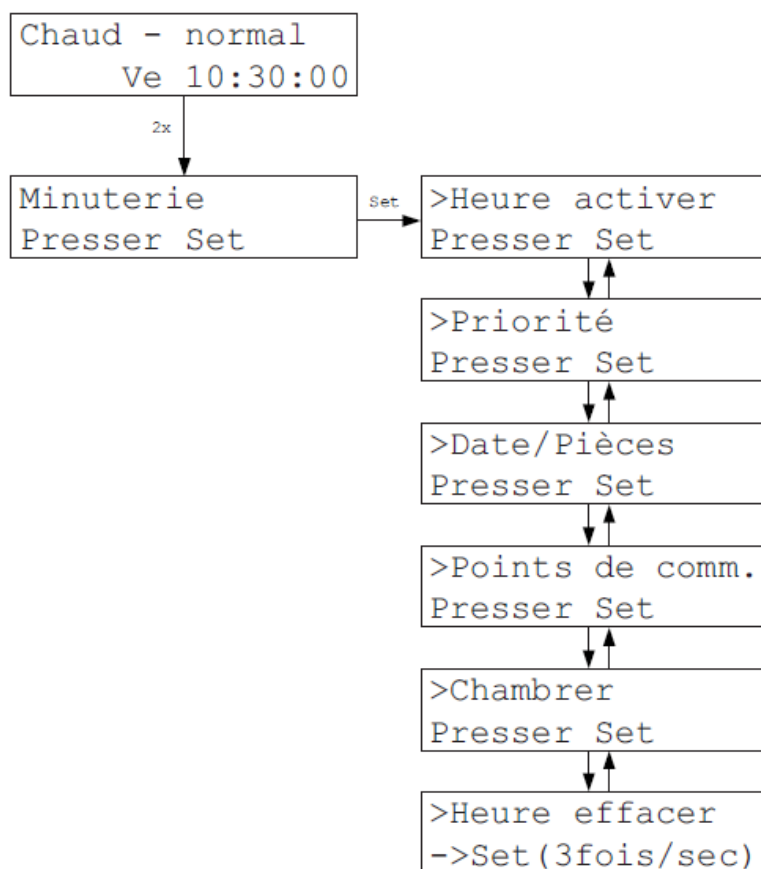 Chaud - normal
Ve 10:30:00
2x
Minuterie
Presser Set
Set
>Heure activer
Presser Set
>Priorité
Presser Set
>Date/Pièces
Presser Set
>Points de comm.
Presser Set
>Chambrer
Presser Set
>Heure effacer
->Set(3fois/sec)